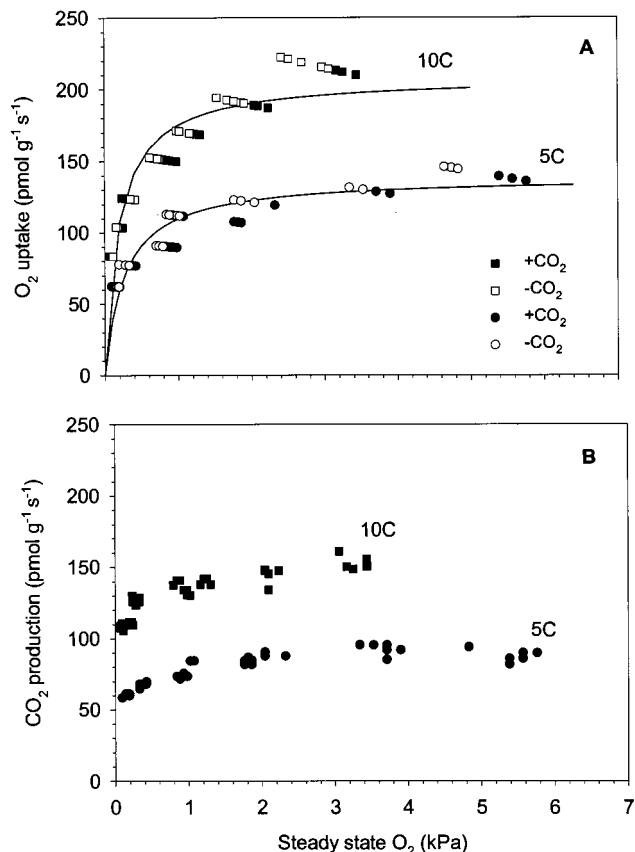 250
A
200
10C
150
5C
100
50
0
O₂ uptake (pmol g⁻¹ s⁻¹)
+CO₂
-CO₂
+CO₂
-CO₂
250
B
200
10C
150
100
5C
50
0
CO₂ production (pmol g⁻¹ s⁻¹)
0 1 2 3 4 5 6 7
Steady state O₂ (kPa)